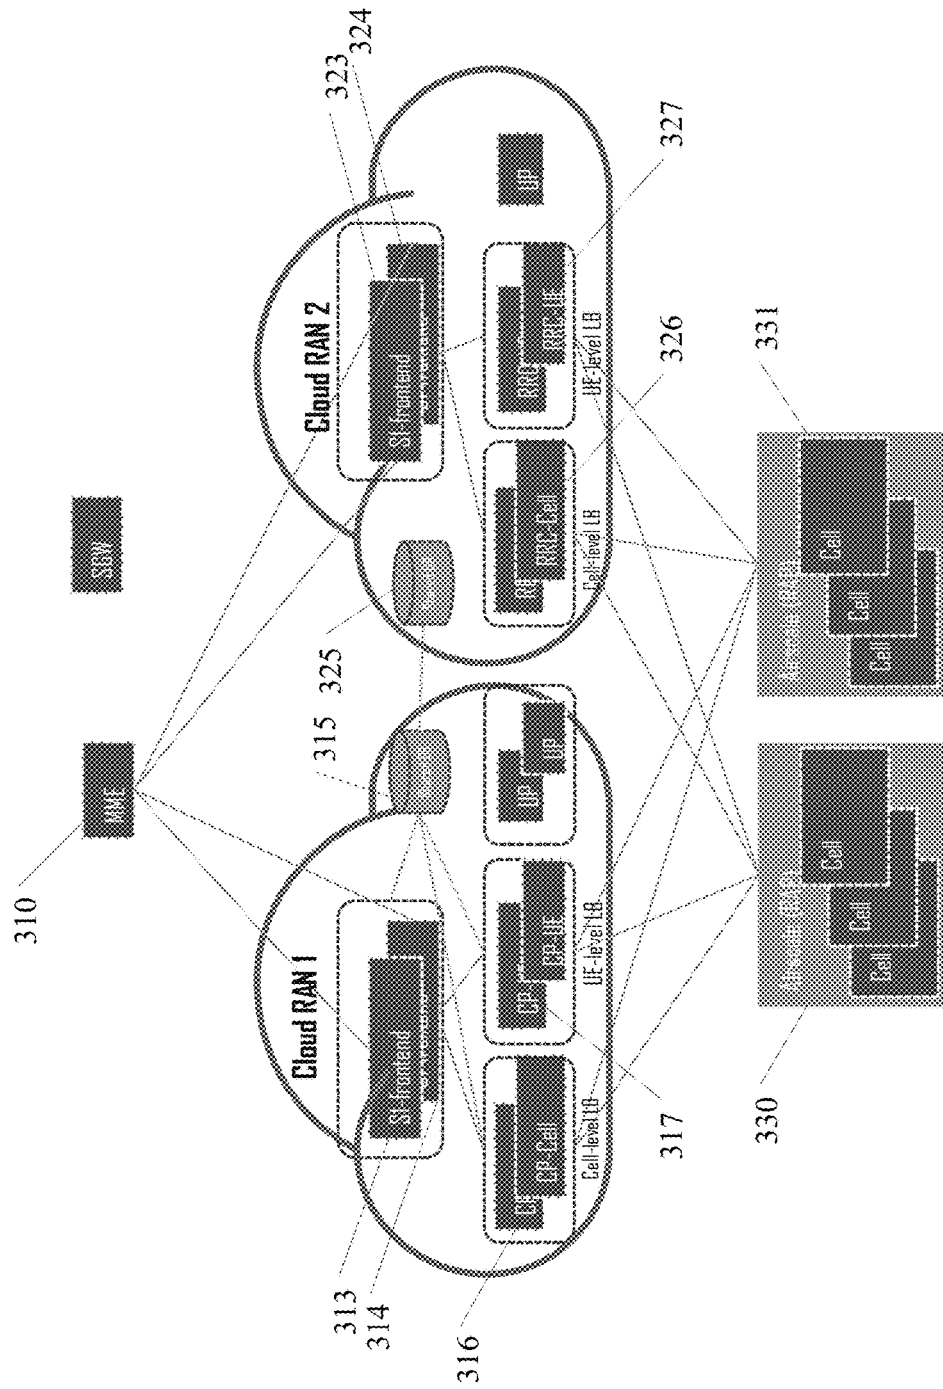 310
MME
SGW
Cloud RAN 1
Cloud RAN 2
313
314
S1-frontend
315
325
S1-frontend
323
324
316
CP-Cell
Cell-level LB
317
CP-UE
UE-level LB
UP
UP
RRC-Cell
Cell-level LB
326
RRC-UE
UE-level LB
327
UP
330
Cell
Cell
Cell
331
Cell
Cell
Cell